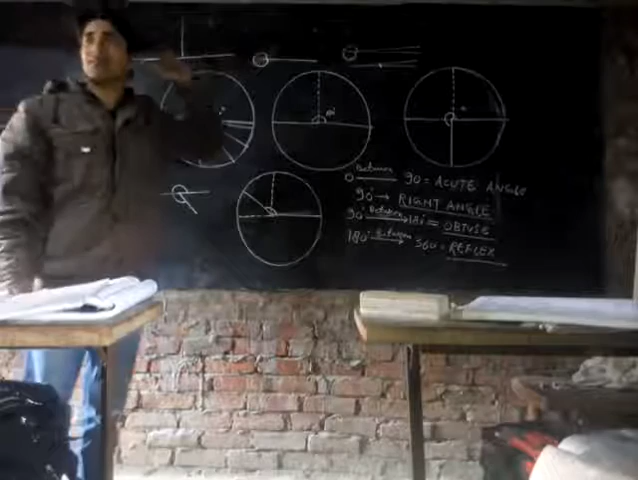 0 Between 90 = ACUTE ANGLE
90° → RIGHT ANGLE
90° Between 180° = OBTUSE
180° Between 360 = REFLEX